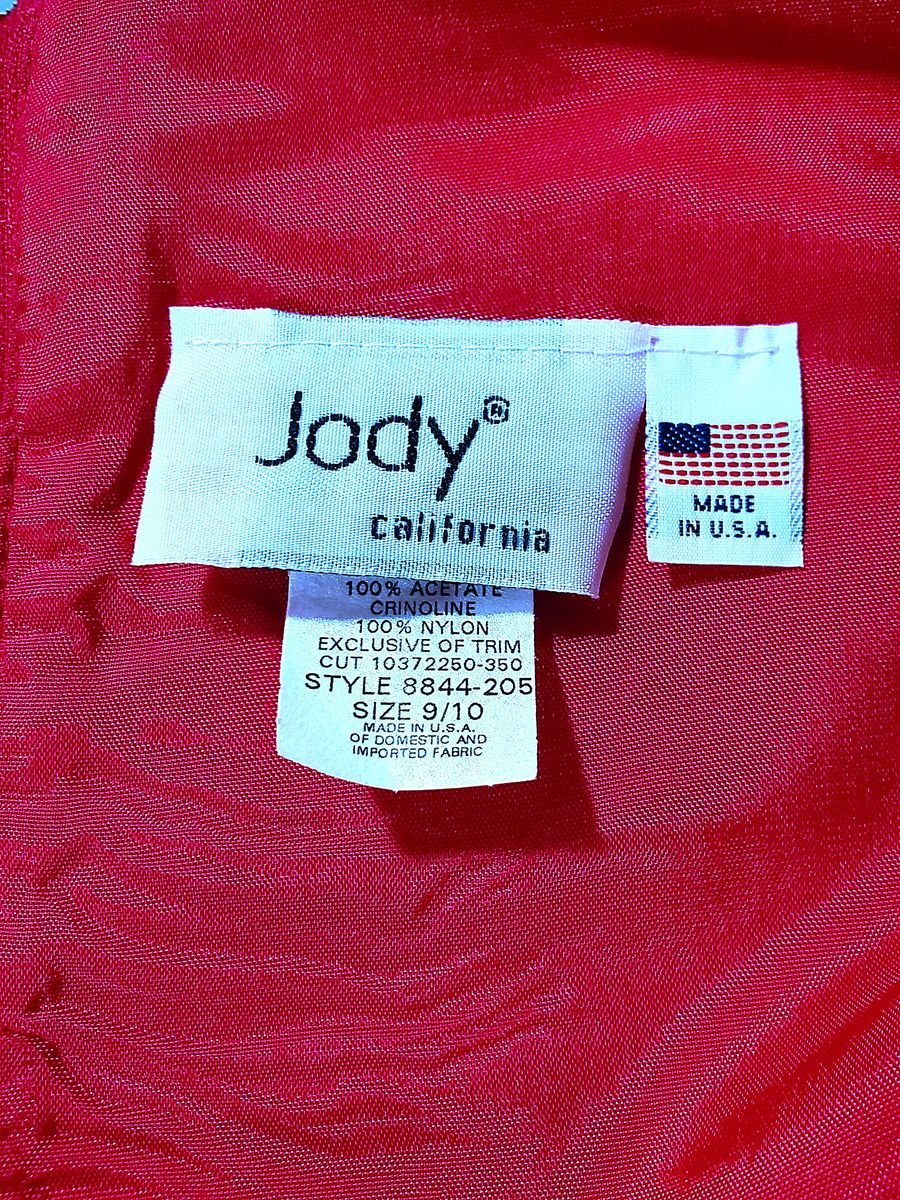 Jody®
california
MADE
IN U.S.A.
100% ACETATE
CRINOLINE
100% NYLON
EXCLUSIVE OF TRIM
CUT 10372250-350
STYLE 8844-205
SIZE 9/10
MADE IN U.S.A.
OF DOMESTIC AND
IMPORTED FABRIC